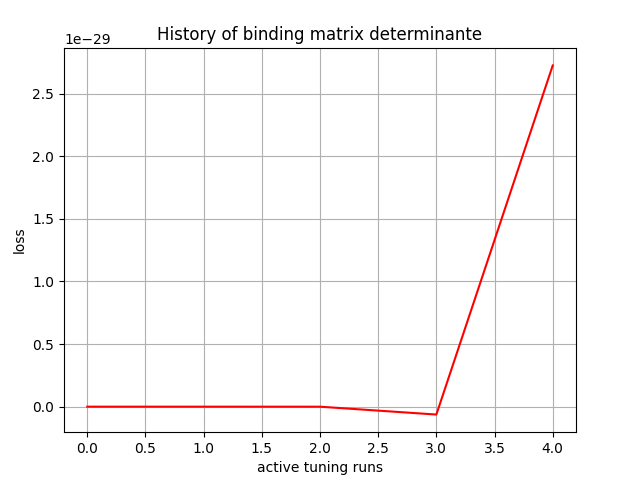 History of binding matrix determinante
1e−29
2.5
2.0
1.5
1.0
0.5
0.0
loss
0.0 0.5 1.0 1.5 2.0 2.5 3.0 3.5 4.0
active tuning runs